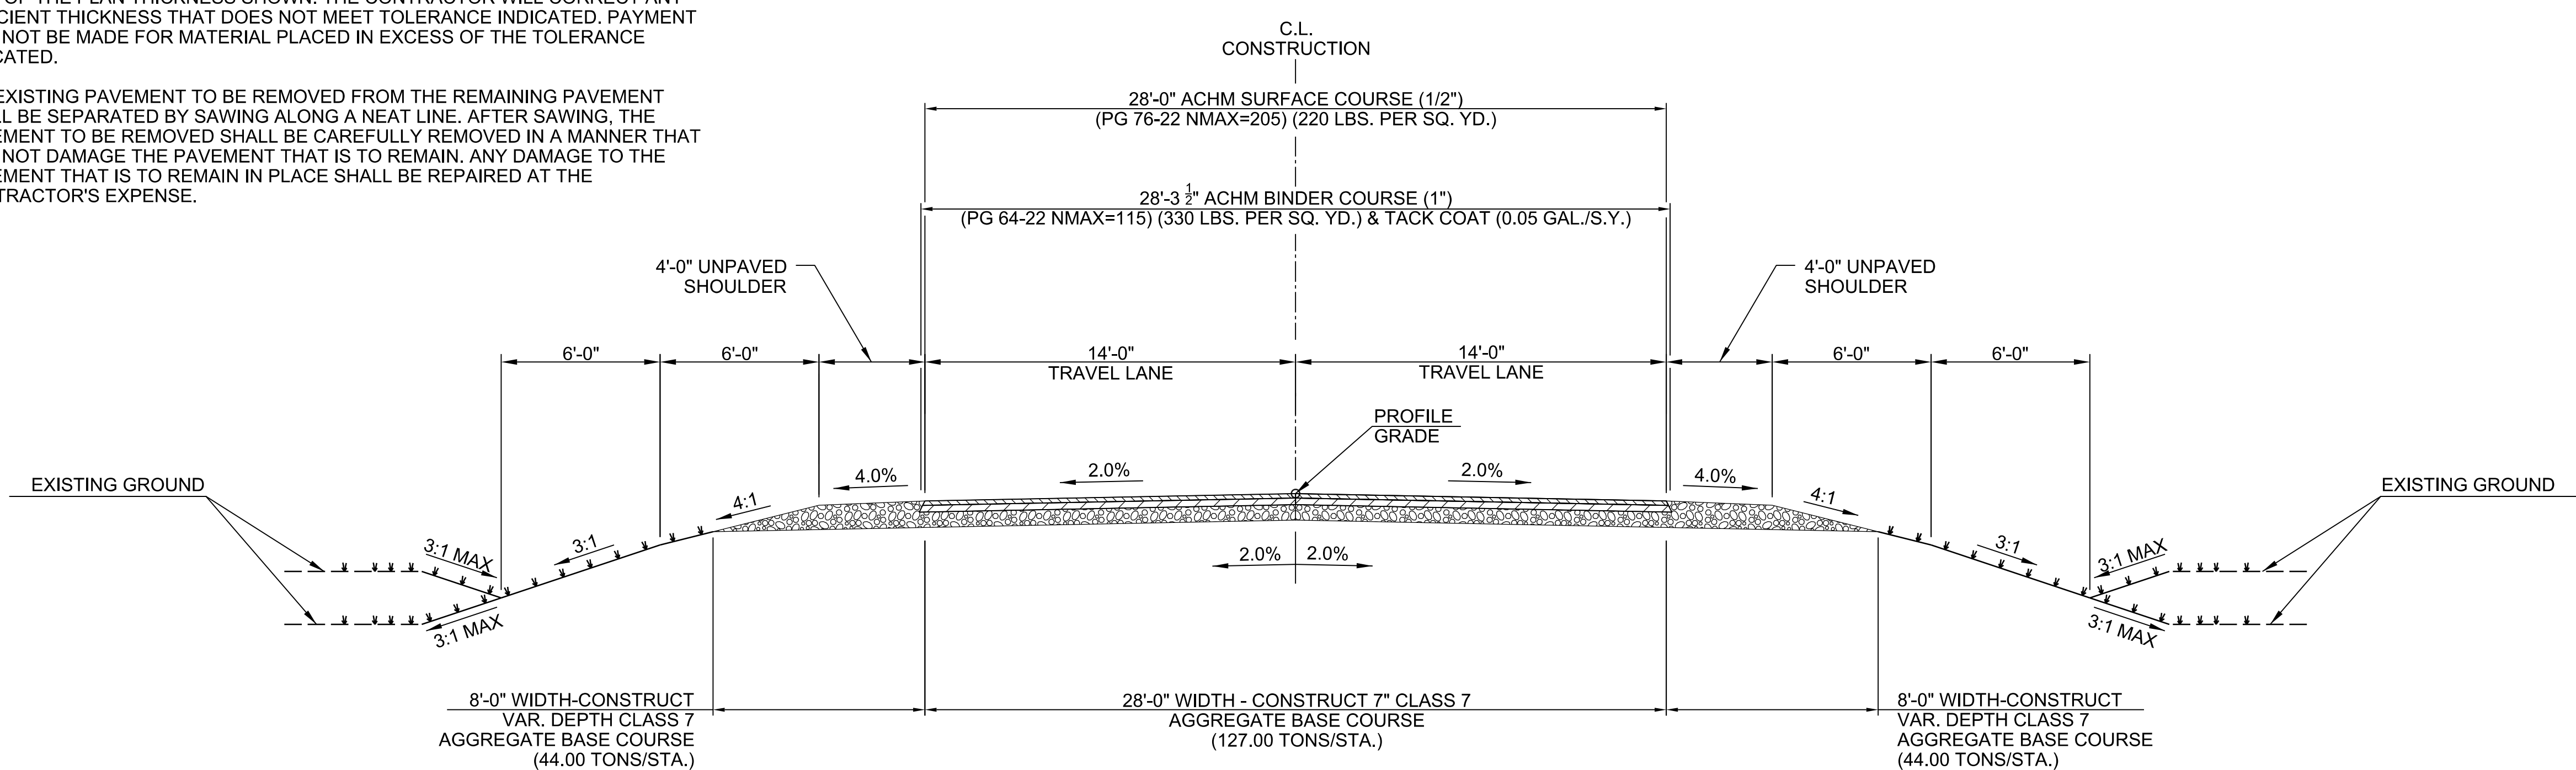 OF THE PLAN THICKNESS SHOWN. THE CONTRACTOR WILL CORRECT ANY
THICKNESS THAT DOES NOT MEET TOLERANCE INDICATED. PAYMENT
NOT BE MADE FOR MATERIAL PLACED IN EXCESS OF THE TOLERANCE
EXISTING PAVEMENT TO BE REMOVED FROM THE REMAINING PAVEMENT
BE SEPARATED BY SAWING ALONG A NEAT LINE. AFTER SAWING, THE
TO BE REMOVED SHALL BE CAREFULLY REMOVED IN A MANNER THAT
NOT DAMAGE THE PAVEMENT THAT IS TO REMAIN. ANY DAMAGE TO THE
THAT IS TO REMAIN IN PLACE SHALL BE REPAIRED AT THE
EXPENSE.
C.L.
CONSTRUCTION
28'-0" ACHM SURFACE COURSE (1/2")
(PG 76-22 NMAX=205) (220 LBS. PER SQ. YD.)
28'-3 1/2" ACHM BINDER COURSE (1")
(PG 64-22 NMAX=115) (330 LBS. PER SQ. YD.) & TACK COAT (0.05 GAL./S.Y.)
4'-0" UNPAVED
SHOULDER
4'-0" UNPAVED
SHOULDER
6'-0"
6'-0"
14'-0"
TRAVEL LANE
14'-0"
TRAVEL LANE
6'-0"
6'-0"
PROFILE
GRADE
EXISTING GROUND
4:1
4.0%
2.0%
2.0%
4.0%
4:1
EXISTING GROUND
3:1 MAX
3:1
2.0%
2.0%
3:1
3:1 MAX
3:1 MAX
3:1 MAX
8'-0" WIDTH-CONSTRUCT
VAR. DEPTH CLASS 7
AGGREGATE BASE COURSE
(44.00 TONS/STA.)
28'-0" WIDTH - CONSTRUCT 7" CLASS 7
AGGREGATE BASE COURSE
(127.00 TONS/STA.)
8'-0" WIDTH-CONSTRUCT
VAR. DEPTH CLASS 7
AGGREGATE BASE COURSE
(44.00 TONS/STA.)